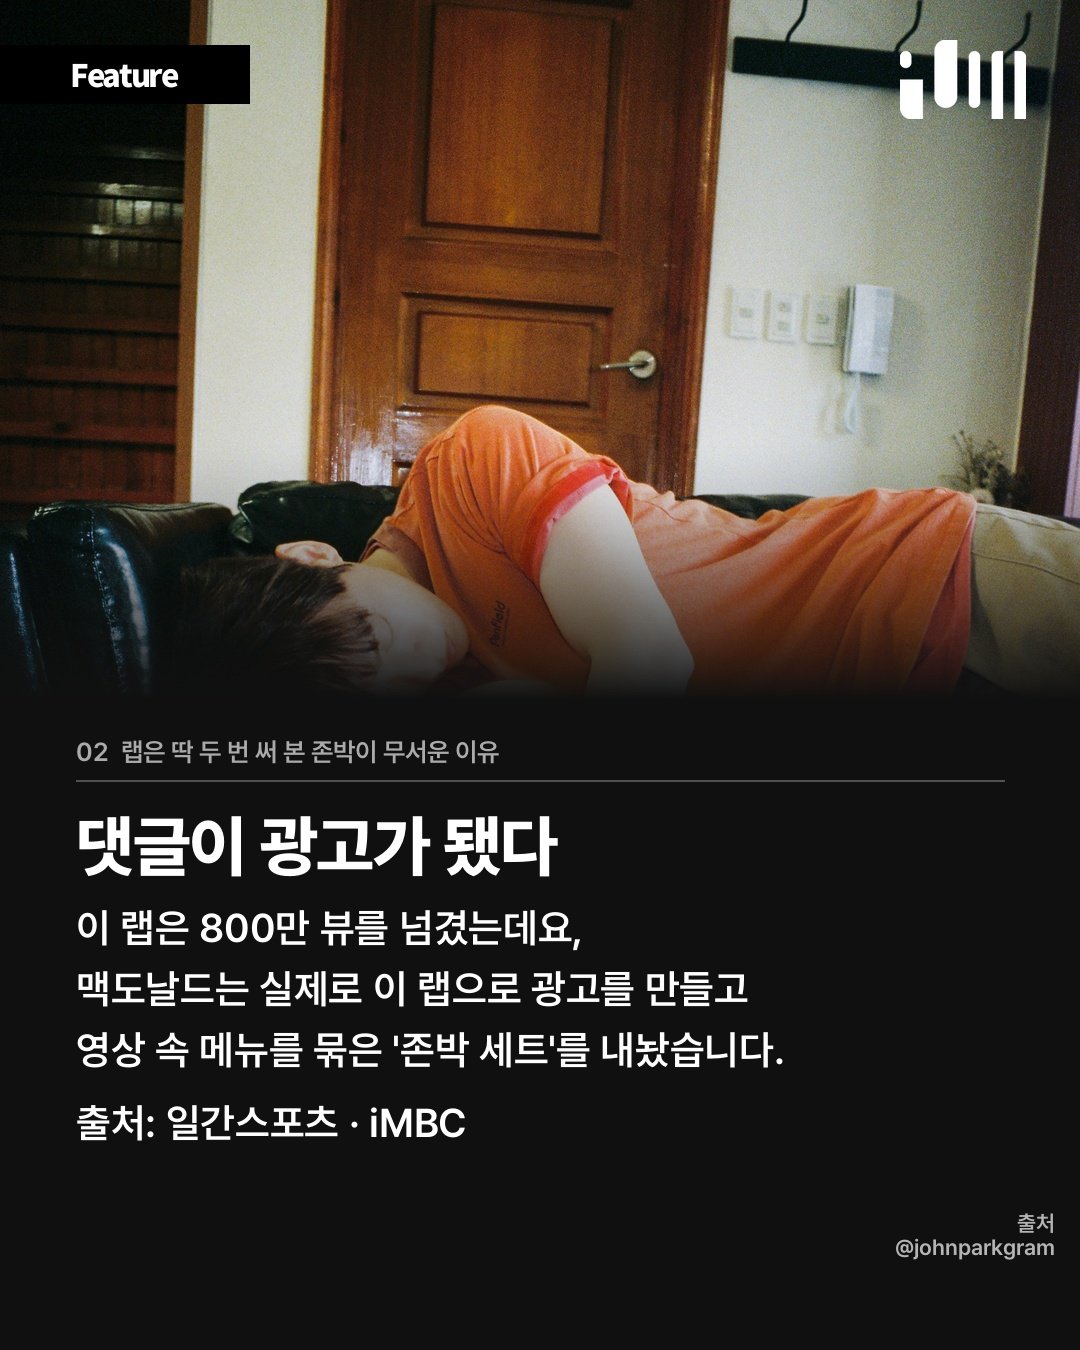 Feature
Penfield
02 랩은 딱 두 번 써 본 존박이 무서운 이유
댓글이 광고가 됐다
이 랩은 800만 뷰를 넘겼는데요,
맥도날드는 실제로 이 랩으로 광고를 만들고
영상 속 메뉴를 묶은 '존박 세트'를 내놨습니다.
출처: 일간스포츠 · iMBC
출처
@johnparkgram